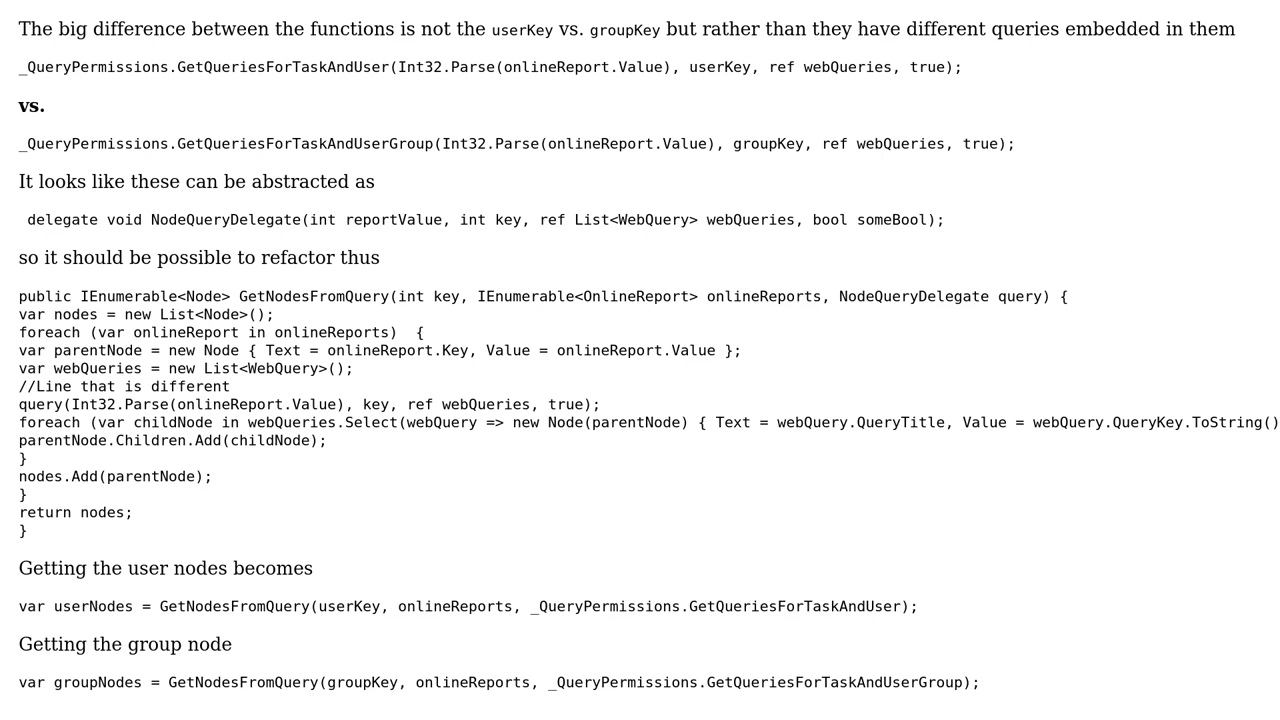 The big difference between the functions is not the userKey vs. groupKey but rather than they have different queries embedded in them
_QueryPermissions.GetQueriesForTaskAndUser(Int32.Parse(onlineReport.Value), userKey, ref webQueries, true);
vs.
_QueryPermissions.GetQueriesForTaskAndUserGroup(Int32.Parse(onlineReport.Value), groupKey, ref webQueries, true);
It looks like these can be abstracted as
delegate void NodeQueryDelegate(int reportValue, int key, ref List<WebQuery> webQueries, bool someBool);
so it should be possible to refactor thus
public IEnumerable<Node> GetNodesFromQuery(int key, IEnumerable<OnlineReport> onlineReports, NodeQueryDelegate query) {
var nodes = new List<Node>();
foreach (var onlineReport in onlineReports)  {
var parentNode = new Node { Text = onlineReport.Key, Value = onlineReport.Value };
var webQueries = new List<WebQuery>();
//Line that is different
query(Int32.Parse(onlineReport.Value), key, ref webQueries, true);
foreach (var childNode in webQueries.Select(webQuery => new Node(parentNode) { Text = webQuery.QueryTitle, Value = webQuery.QueryKey.ToString()
parentNode.Children.Add(childNode);
}
nodes.Add(parentNode);
}
return nodes;
}
Getting the user nodes becomes
var userNodes = GetNodesFromQuery(userKey, onlineReports, _QueryPermissions.GetQueriesForTaskAndUser);
Getting the group node
var groupNodes = GetNodesFromQuery(groupKey, onlineReports, _QueryPermissions.GetQueriesForTaskAndUserGroup);